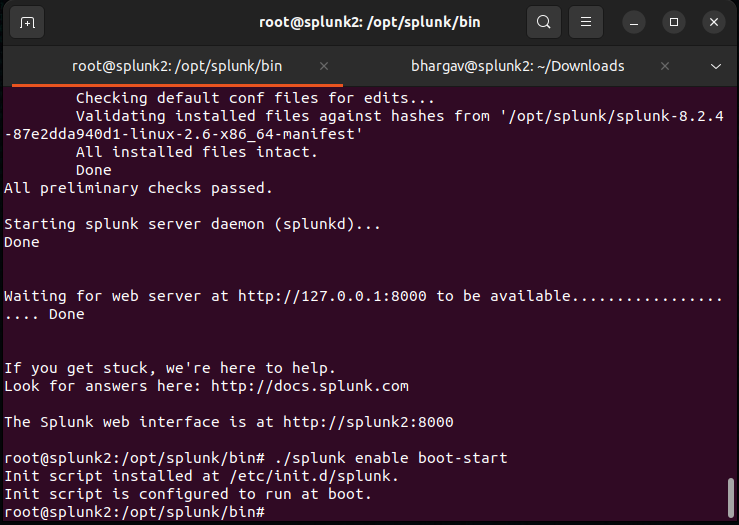 root@splunk2: /opt/splunk/bin
root@splunk2: /opt/splunk/bin
bhargav@splunk2: ~/Downloads
Checking default conf files for edits...
Validating installed files against hashes from '/opt/splunk/splunk-8.2.4
-87e2dda940d1-linux-2.6-x86_64-manifest'
All installed files intact.
Done
All preliminary checks passed.
Starting splunk server daemon (splunkd)...
Done
Waiting for web server at http://127.0.0.1:8000 to be available.................
.... Done
If you get stuck, we're here to help.
Look for answers here: http://docs.splunk.com
The Splunk web interface is at http://splunk2:8000
root@splunk2:/opt/splunk/bin# ./splunk enable boot-start
Init script installed at /etc/init.d/splunk.
Init script is configured to run at boot.
root@splunk2:/opt/splunk/bin#